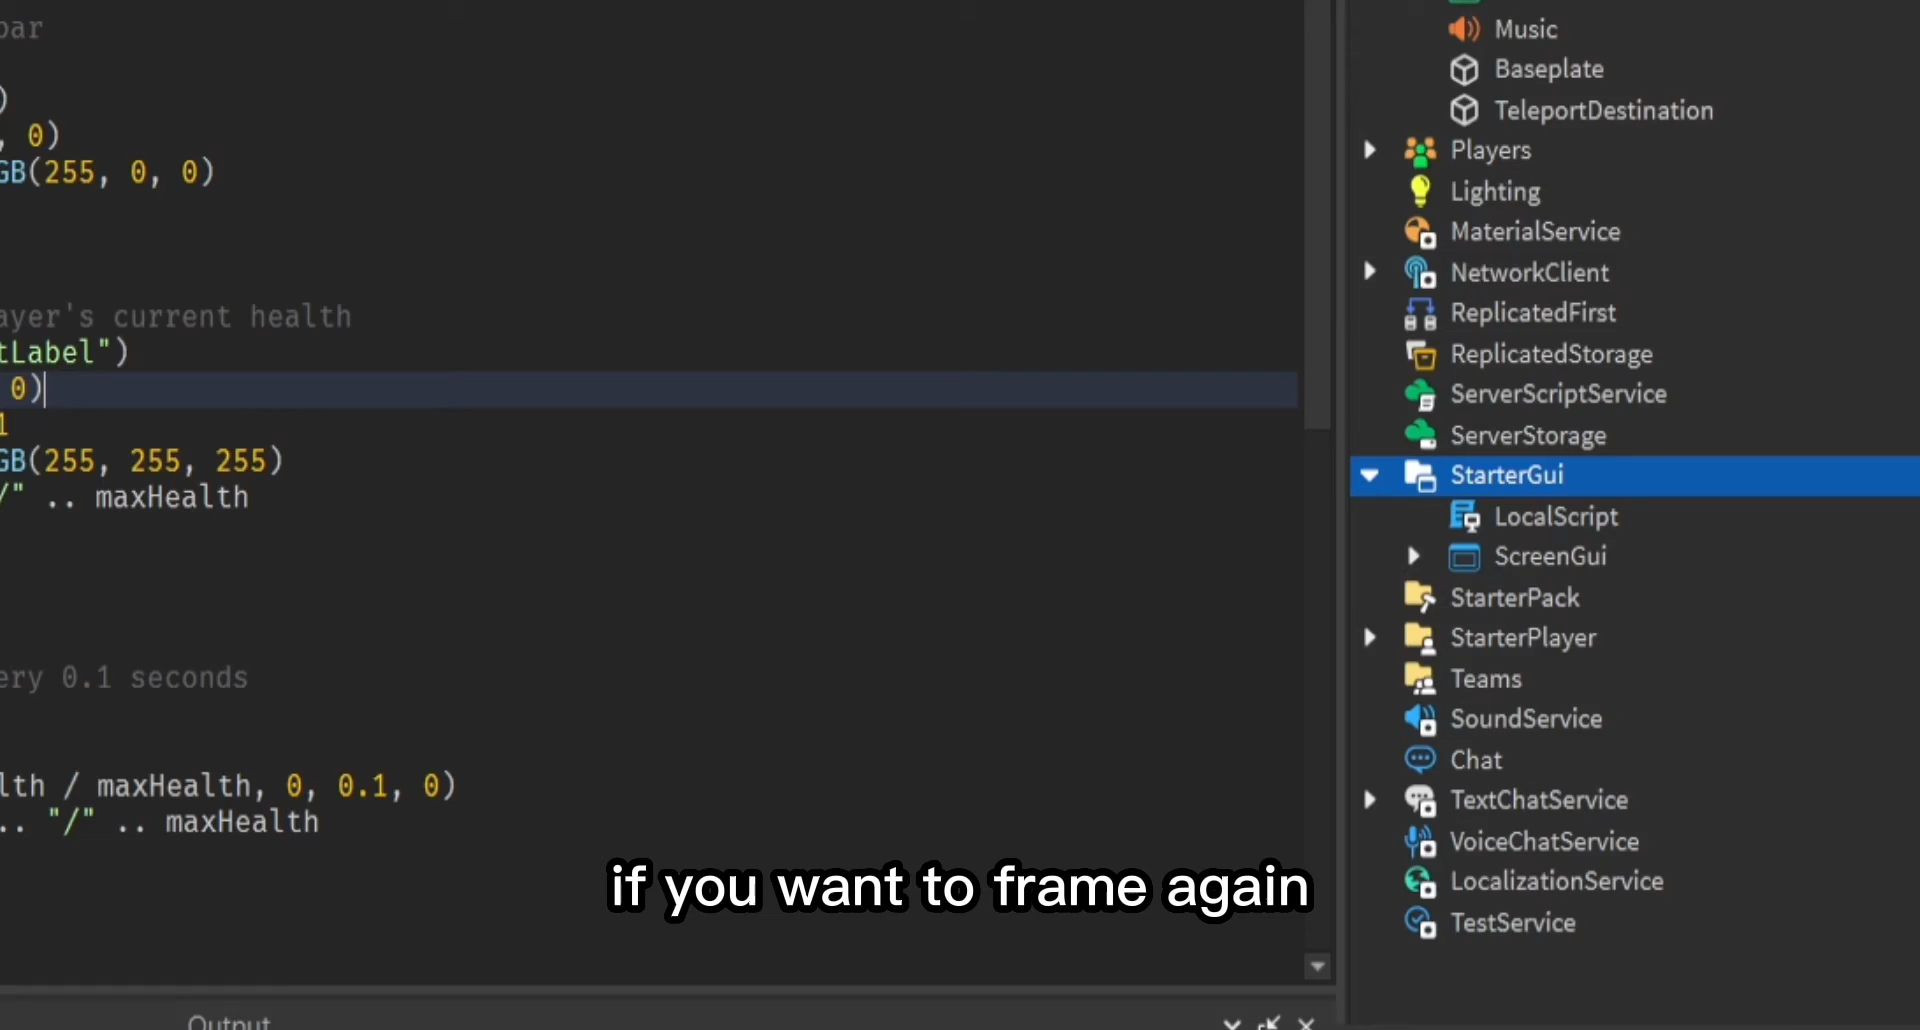 bar
)
, 0)
GB(255, 0, 0)
ayer's current health
tLabel")
0)
1
GB(255, 255, 255)
/" .. maxHealth
ery 0.1 seconds
lth / maxHealth, 0, 0.1, 0)
.. "/" .. maxHealth
if you want to frame again
Output
Music
Baseplate
TeleportDestination
Players
Lighting
MaterialService
NetworkClient
ReplicatedFirst
ReplicatedStorage
ServerScriptService
ServerStorage
StarterGui
LocalScript
ScreenGui
StarterPack
StarterPlayer
Teams
SoundService
Chat
TextChatService
VoiceChatService
LocalizationService
TestService